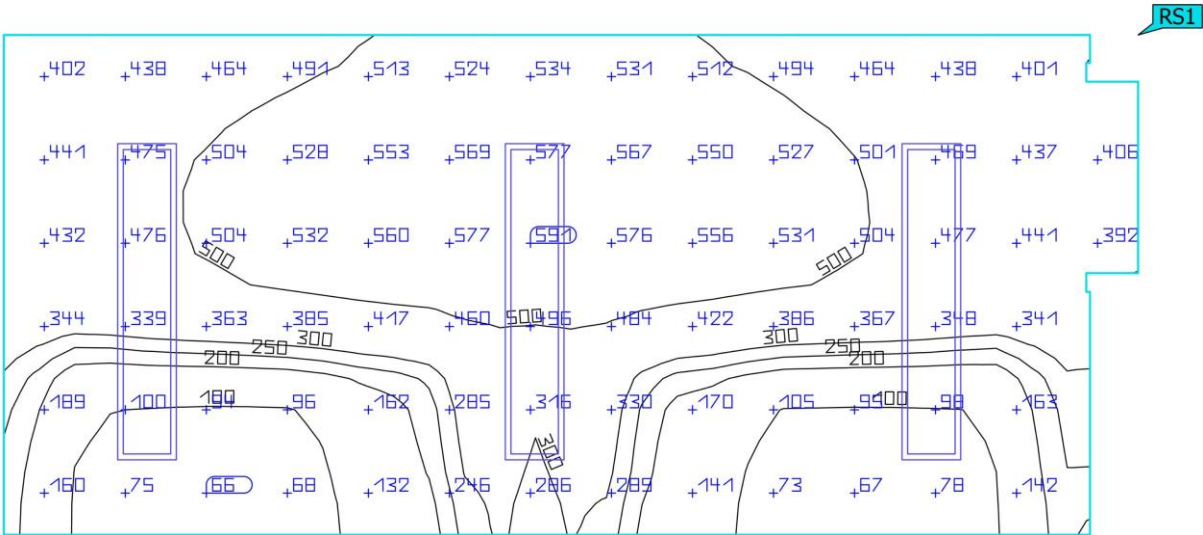 RS1
+402 +438 +464 +491 +513 +524 +534 +531 +512 +494 +464 +438 +401
+441 +475 +504 +528 +553 +569 +577 +567 +550 +527 +501 +469 +437 +406
+432 +476 +504 +532 +560 +577 +591 +576 +556 +531 +504 +477 +441 +392
500 500
+344 +339 +363 +385 +417 +460 500 +496 +484 +422 +386 +367 +348 +341
300 300
250 250
200 200
100 100
+189 +100 +94 +96 +162 +285 +316 +330 +170 +105 +99 +98 +163
300
+160 +75 +66 +68 +132 +246 +286 +289 +141 +73 +67 +78 +142